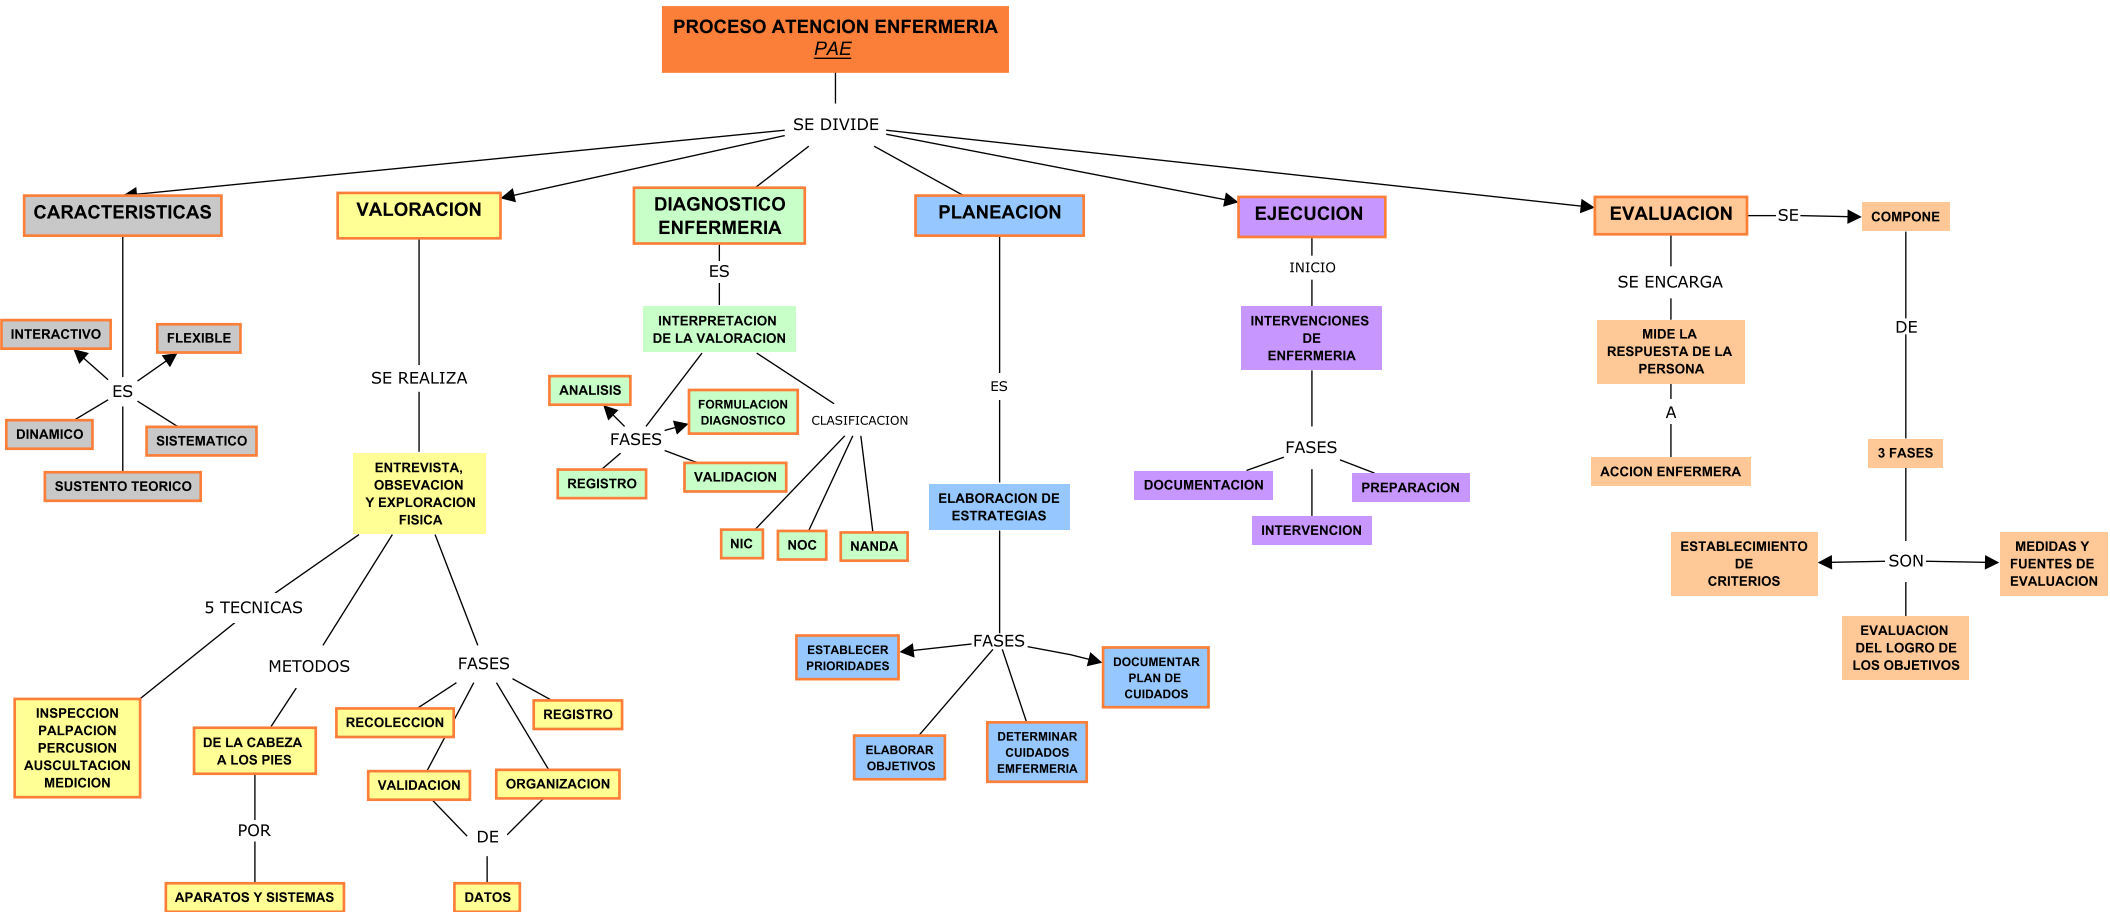 PROCESO ATENCION ENFERMERIA
PAE
SE DIVIDE
CARACTERISTICAS
INTERACTIVO
FLEXIBLE
ES
DINAMICO
SISTEMATICO
SUSTENTO TEORICO
VALORACION
SE REALIZA
ENTREVISTA,
OBSEVACION
Y EXPLORACION
FISICA
5 TECNICAS
INSPECCION
PALPACION
PERCUSION
AUSCULTACION
MEDICION
METODOS
DE LA CABEZA
A LOS PIES
POR
APARATOS Y SISTEMAS
FASES
RECOLECCION
REGISTRO
VALIDACION
ORGANIZACION
DE
DATOS
DIAGNOSTICO
ENFERMERIA
ES
INTERPRETACION
DE LA VALORACION
ANALISIS
FORMULACION
DIAGNOSTICO
FASES
REGISTRO
VALIDACION
CLASIFICACION
NIC
NOC
NANDA
PLANEACION
ES
ELABORACION DE
ESTRATEGIAS
FASES
ESTABLECER
PRIORIDADES
DOCUMENTAR
PLAN DE
CUIDADOS
ELABORAR
OBJETIVOS
DETERMINAR
CUIDADOS
EMFERMERIA
EJECUCION
INICIO
INTERVENCIONES
DE
ENFERMERIA
FASES
DOCUMENTACION
PREPARACION
INTERVENCION
EVALUACION
SE
COMPONE
SE ENCARGA
MIDE LA
RESPUESTA DE LA
PERSONA
A
ACCION ENFERMERA
DE
3 FASES
SON
ESTABLECIMIENTO
DE
CRITERIOS
MEDIDAS Y
FUENTES DE
EVALUACION
EVALUACION
DEL LOGRO DE
LOS OBJETIVOS